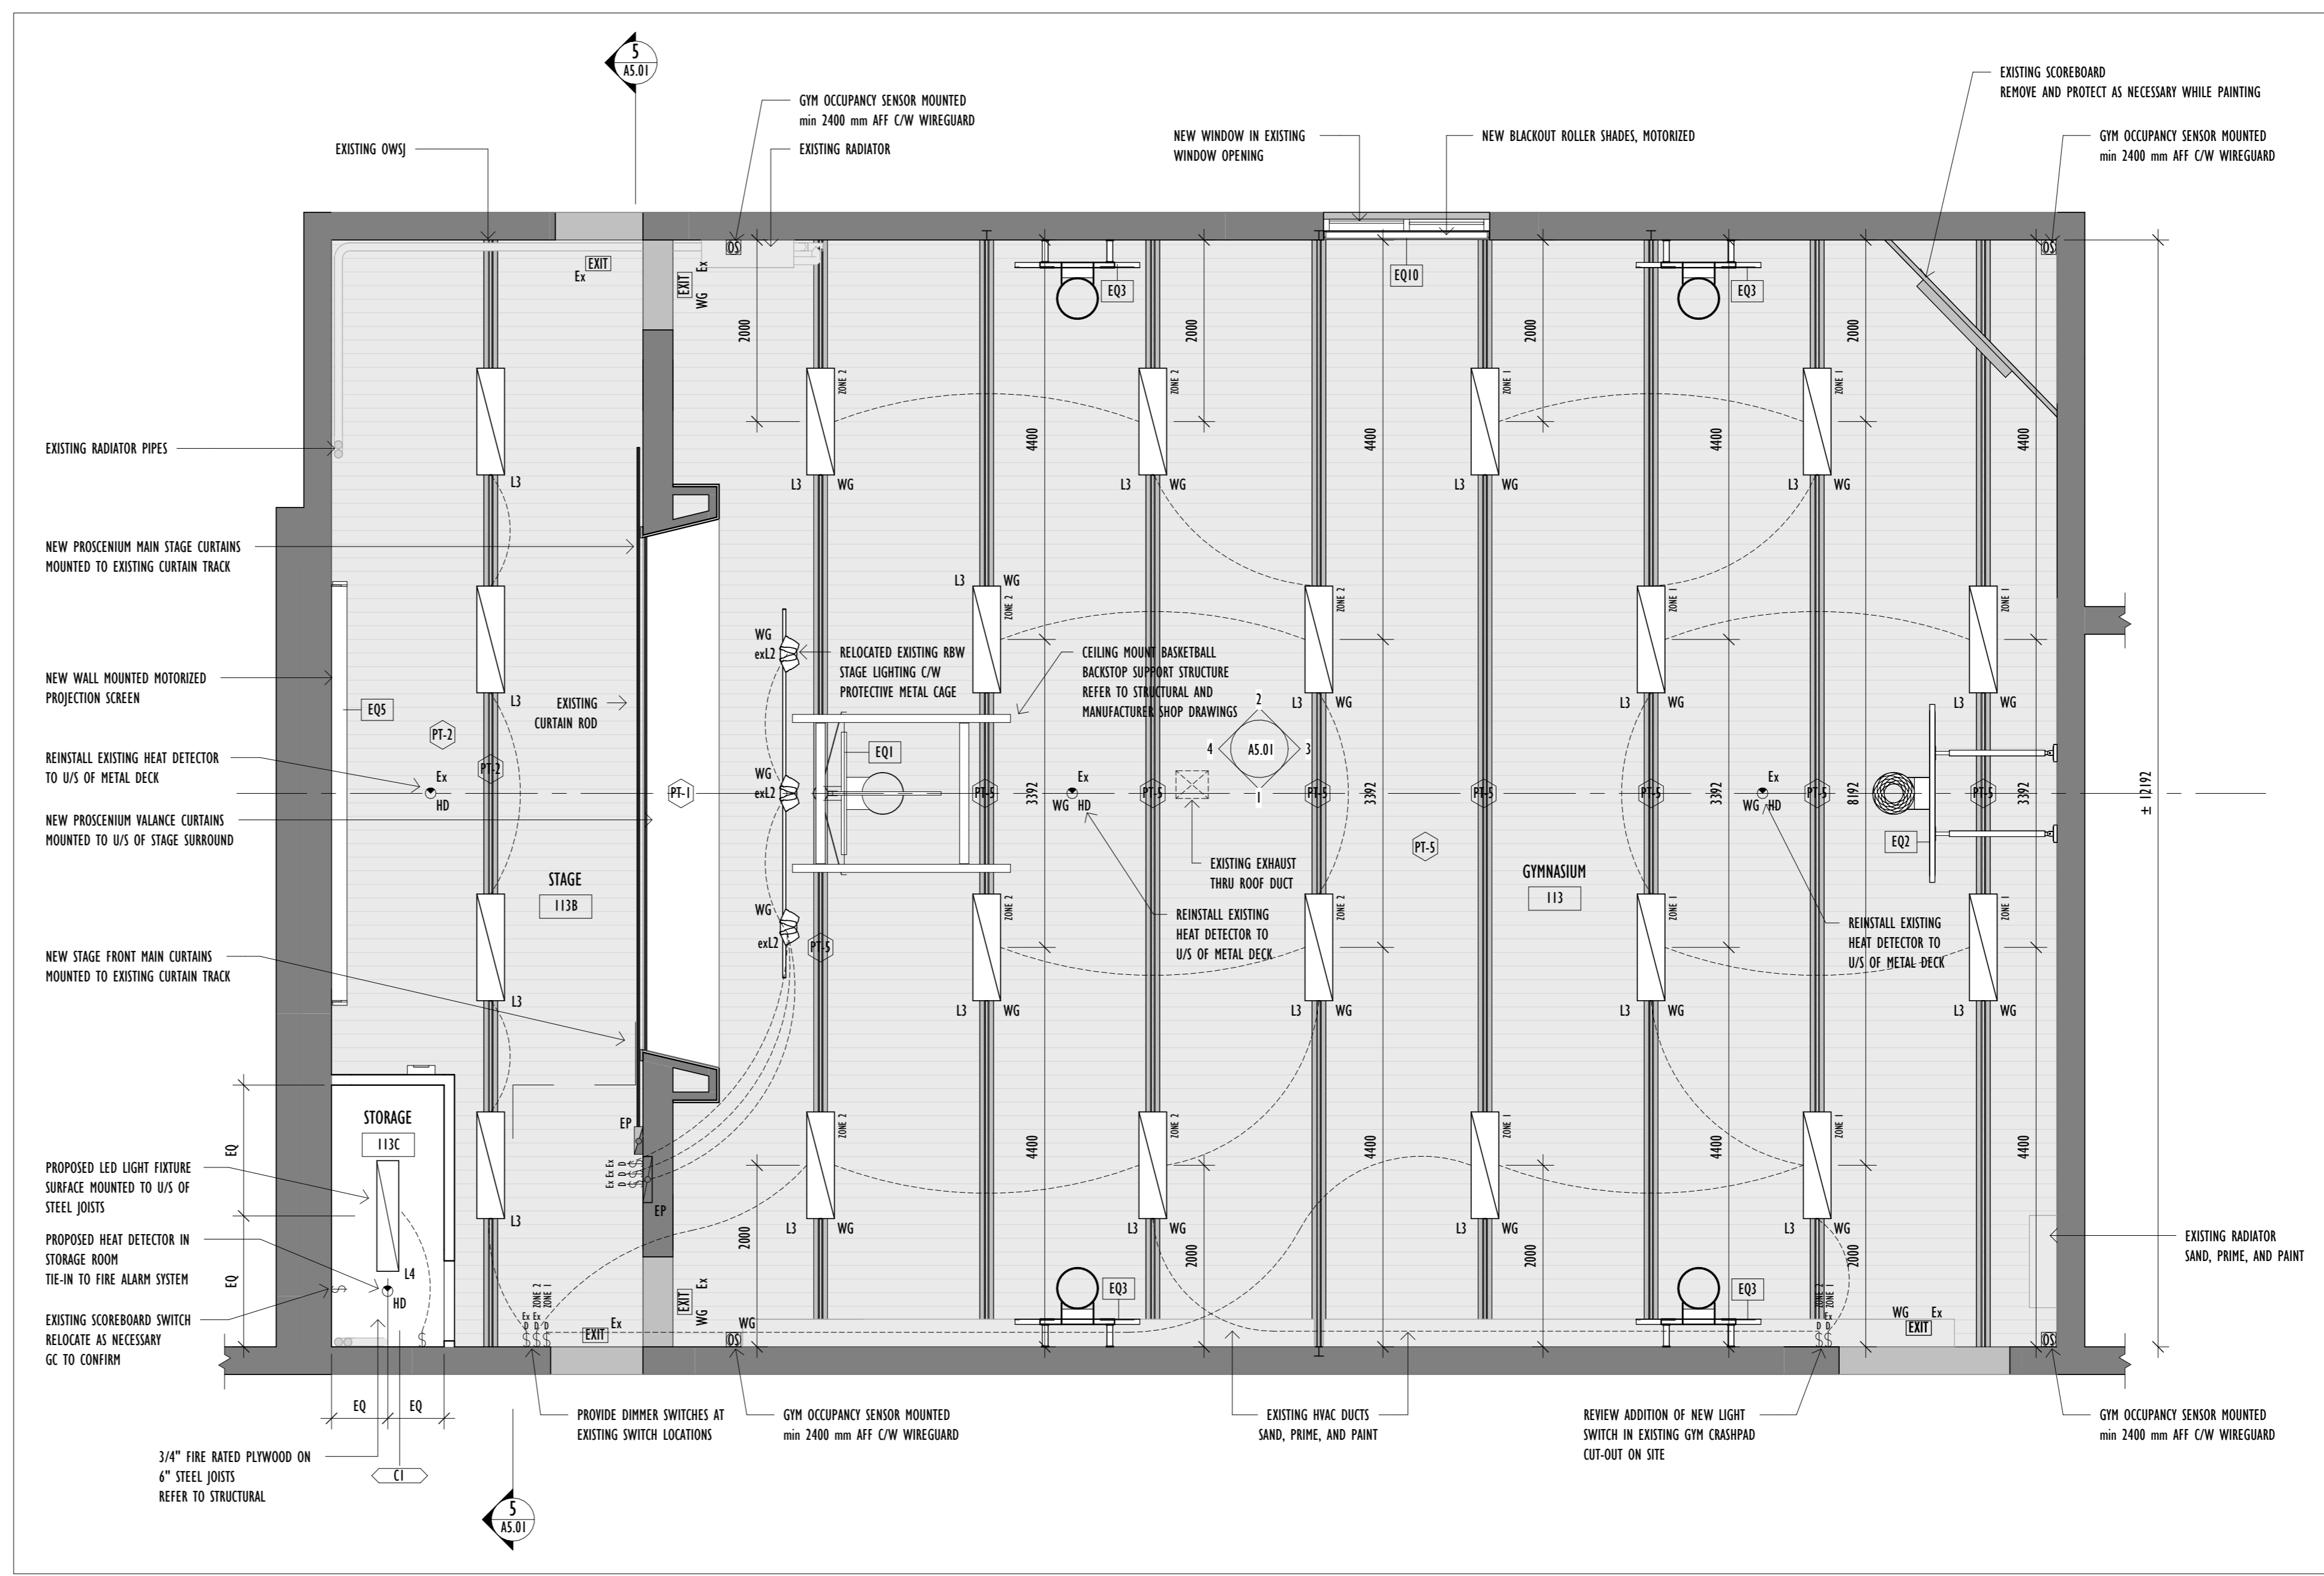 5
A5.01
EXISTING SCOREBOARD
REMOVE AND PROTECT AS NECESSARY WHILE PAINTING
GYM OCCUPANCY SENSOR MOUNTED
min 2400 mm AFF C/W WIREGUARD
EXISTING OWSJ
EXISTING RADIATOR
NEW WINDOW IN EXISTING
WINDOW OPENING
NEW BLACKOUT ROLLER SHADES, MOTORIZED
GYM OCCUPANCY SENSOR MOUNTED
min 2400 mm AFF C/W WIREGUARD
OS
OS
EXIT
Ex
EXIT
WG Ex
EQ3
EQ10
EQ3
2000
2000
2000
2000
ZONE 2
ZONE 2
ZONE 1
ZONE 1
4400
4400
4400
4400
EXISTING RADIATOR PIPES
L3
L3 WG
L3 WG
L3 WG
L3 WG
NEW PROSCENIUM MAIN STAGE CURTAINS
MOUNTED TO EXISTING CURTAIN TRACK
L3 WG
ZONE 2
ZONE 2
ZONE 1
ZONE 1
WG
exL2
RELOCATED EXISTING RBW
STAGE LIGHTING C/W
PROTECTIVE METAL CAGE
CEILING MOUNT BASKETBALL
BACKSTOP SUPPORT STRUCTURE
REFER TO STRUCTURAL AND
MANUFACTURER SHOP DRAWINGS
NEW WALL MOUNTED MOTORIZED
PROJECTION SCREEN
EQ5
L3
EXISTING
CURTAIN ROD
L3 WG
L3 WG
L3 WG
2
4 A5.01 3
1
PT-2
PT-2
EQ1
REINSTALL EXISTING HEAT DETECTOR
TO U/S OF METAL DECK
Ex
HD
PT-1
WG
exL2
PT-5
3392
Ex
WG HD
PT-5
PT-5
3392
PT-5
PT-5
3392
Ex
WG HD
PT-5
8192
PT-5
3392
± 12192
NEW PROSCENIUM VALANCE CURTAINS
MOUNTED TO U/S OF STAGE SURROUND
PT-5
EQ2
EXISTING EXHAUST
THRU ROOF DUCT
STAGE
113B
GYMNASIUM
113
WG
exL2
PT-5
ZONE 2
ZONE 2
ZONE 1
ZONE 1
REINSTALL EXISTING
HEAT DETECTOR TO
U/S OF METAL DECK
REINSTALL EXISTING
HEAT DETECTOR TO
U/S OF METAL DECK
NEW STAGE FRONT MAIN CURTAINS
MOUNTED TO EXISTING CURTAIN TRACK
L3
L3 WG
L3 WG
L3 WG
L3 WG
STORAGE
113C
EP
ZONE 2
ZONE 2
ZONE 1
ZONE 1
4400
4400
4400
4400
EQ
PROPOSED LED LIGHT FIXTURE
SURFACE MOUNTED TO U/S OF
STEEL JOISTS
Ex Ex Ex
D D D
$ $ $
EP
L3
L3 WG
L3 WG
L3 WG
L3 WG
2000
2000
2000
2000
PROPOSED HEAT DETECTOR IN
STORAGE ROOM
TIE-IN TO FIRE ALARM SYSTEM
EQ
L4
HD
EXISTING RADIATOR
SAND, PRIME, AND PAINT
EXISTING SCOREBOARD SWITCH
RELOCATE AS NECESSARY
GC TO CONFIRM
$
$
ZONE 2
ZONE 1
Ex Ex
D D D
$ $ $
EXIT
Ex
EXIT
WG Ex
WG
OS
EQ3
EQ3
ZONE 2
ZONE 1
Ex
D D
$ $
WG Ex
EXIT
OS
EQ EQ
PROVIDE DIMMER SWITCHES AT
EXISTING SWITCH LOCATIONS
GYM OCCUPANCY SENSOR MOUNTED
min 2400 mm AFF C/W WIREGUARD
EXISTING HVAC DUCTS
SAND, PRIME, AND PAINT
REVIEW ADDITION OF NEW LIGHT
SWITCH IN EXISTING GYM CRASHPAD
CUT-OUT ON SITE
GYM OCCUPANCY SENSOR MOUNTED
min 2400 mm AFF C/W WIREGUARD
3/4" FIRE RATED PLYWOOD ON
6" STEEL JOISTS
REFER TO STRUCTURAL
C1
5
A5.01